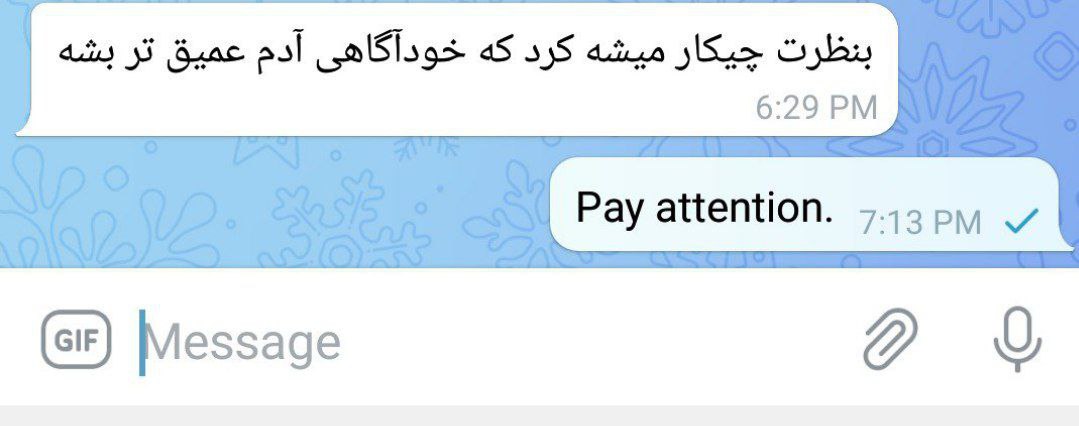 بنظرت چیکار میشه کرد که خودآگاهی آدم عمیق تر بشه
6:29 PM
Pay attention. 7:13 PM
GIF Message